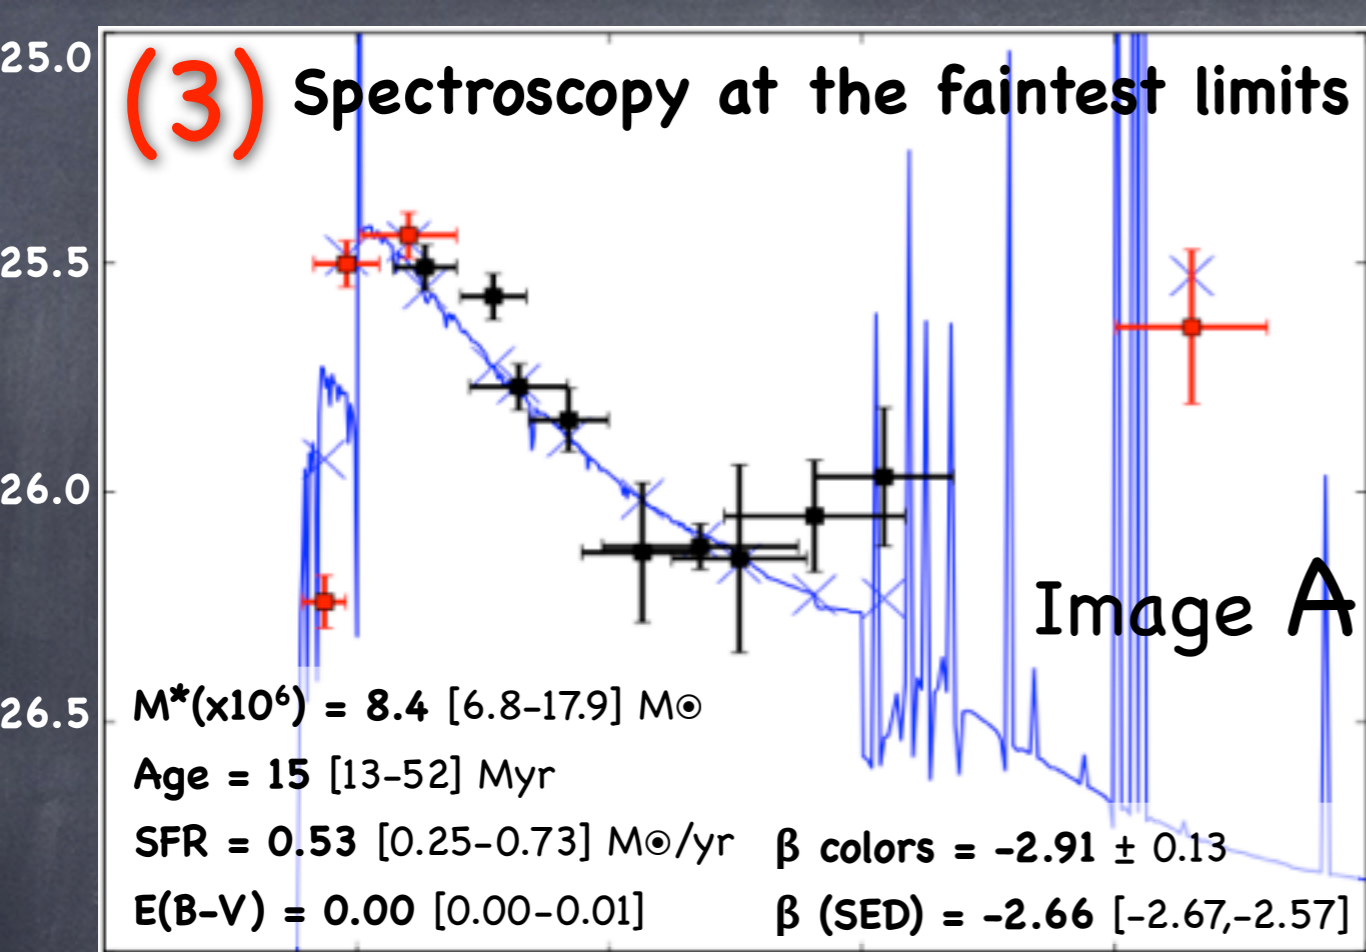 25.0
(3) Spectroscopy at the faintest limits
25.5
26.0
Image A
26.5
M*(x10⁶) = 8.4 [6.8-17.9] M☉
Age = 15 [13-52] Myr
SFR = 0.53 [0.25-0.73] M☉/yr
β colors = -2.91 ± 0.13
E(B-V) = 0.00 [0.00-0.01]
β (SED) = -2.66 [-2.67,-2.57]